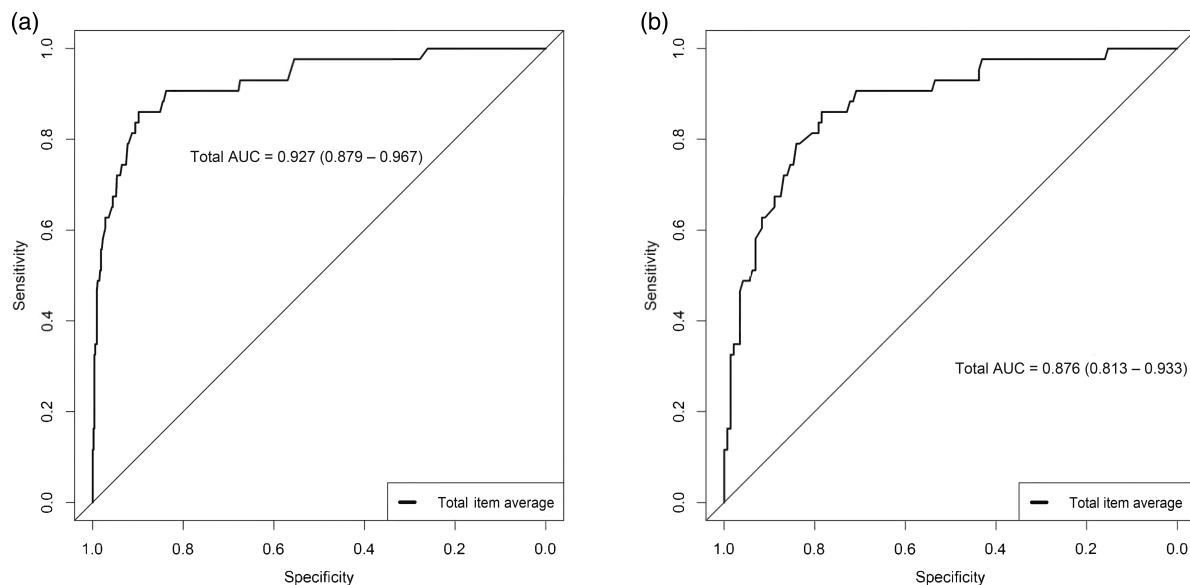 (a)
1.0
0.8
0.6
0.4
0.2
0.0
Sensitivity
Total AUC = 0.927 (0.879 – 0.967)
Total item average
1.0 0.8 0.6 0.4 0.2 0.0
Specificity
(b)
1.0
0.8
0.6
0.4
0.2
0.0
Sensitivity
Total AUC = 0.876 (0.813 – 0.933)
Total item average
1.0 0.8 0.6 0.4 0.2 0.0
Specificity